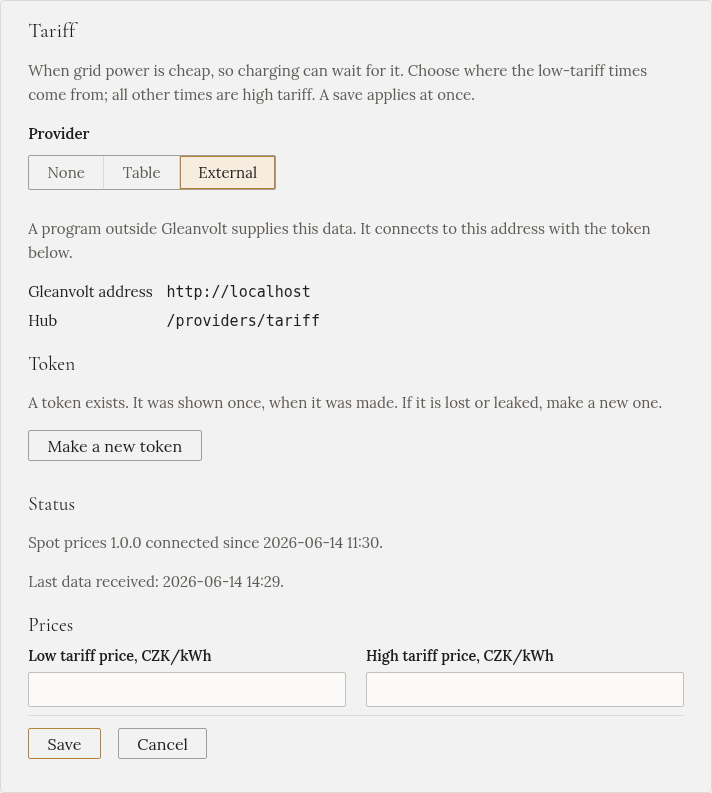 Tariff
When grid power is cheap, so charging can wait for it. Choose where the low-tariff times
come from; all other times are high tariff. A save applies at once.
Provider
None Table External
A program outside Gleanvolt supplies this data. It connects to this address with the token
below.
Gleanvolt address http://localhost
Hub /providers/tariff
Token
A token exists. It was shown once, when it was made. If it is lost or leaked, make a new one.
Make a new token
Status
Spot prices 1.0.0 connected since 2026-06-14 11:30.
Last data received: 2026-06-14 14:29.
Prices
Low tariff price, CZK/kWh High tariff price, CZK/kWh
Save Cancel